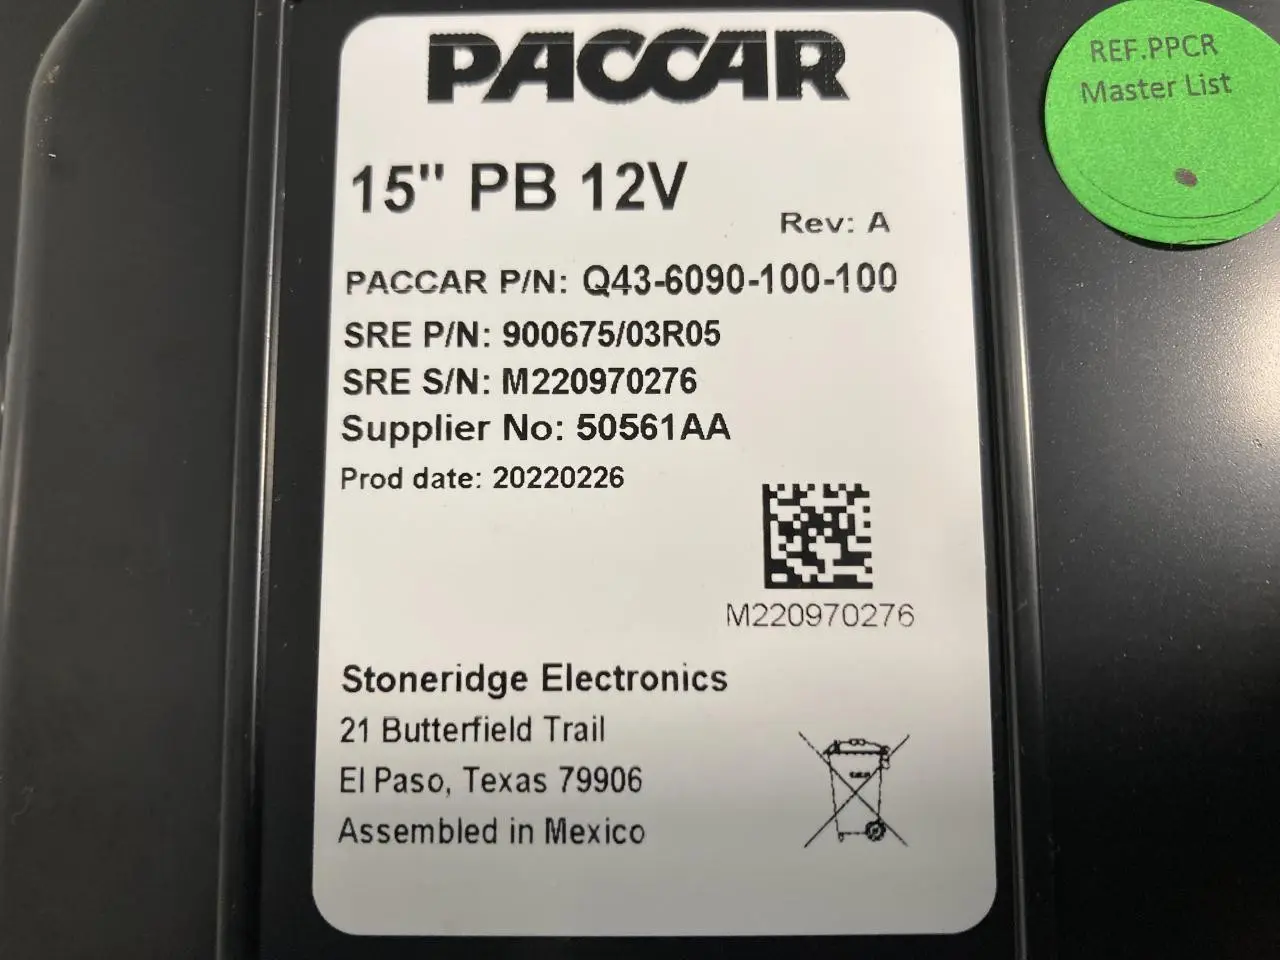 PACCAR
15" PB 12V
Rev: A
PACCAR P/N: Q43-6090-100-100
SRE P/N: 900675/03R05
SRE S/N: M220970276
Supplier No: 50561AA
Prod date: 20220226
M220970276
Stoneridge Electronics
21 Butterfield Trail
El Paso, Texas 79906
Assembled in Mexico
REF.PPCR
Master List